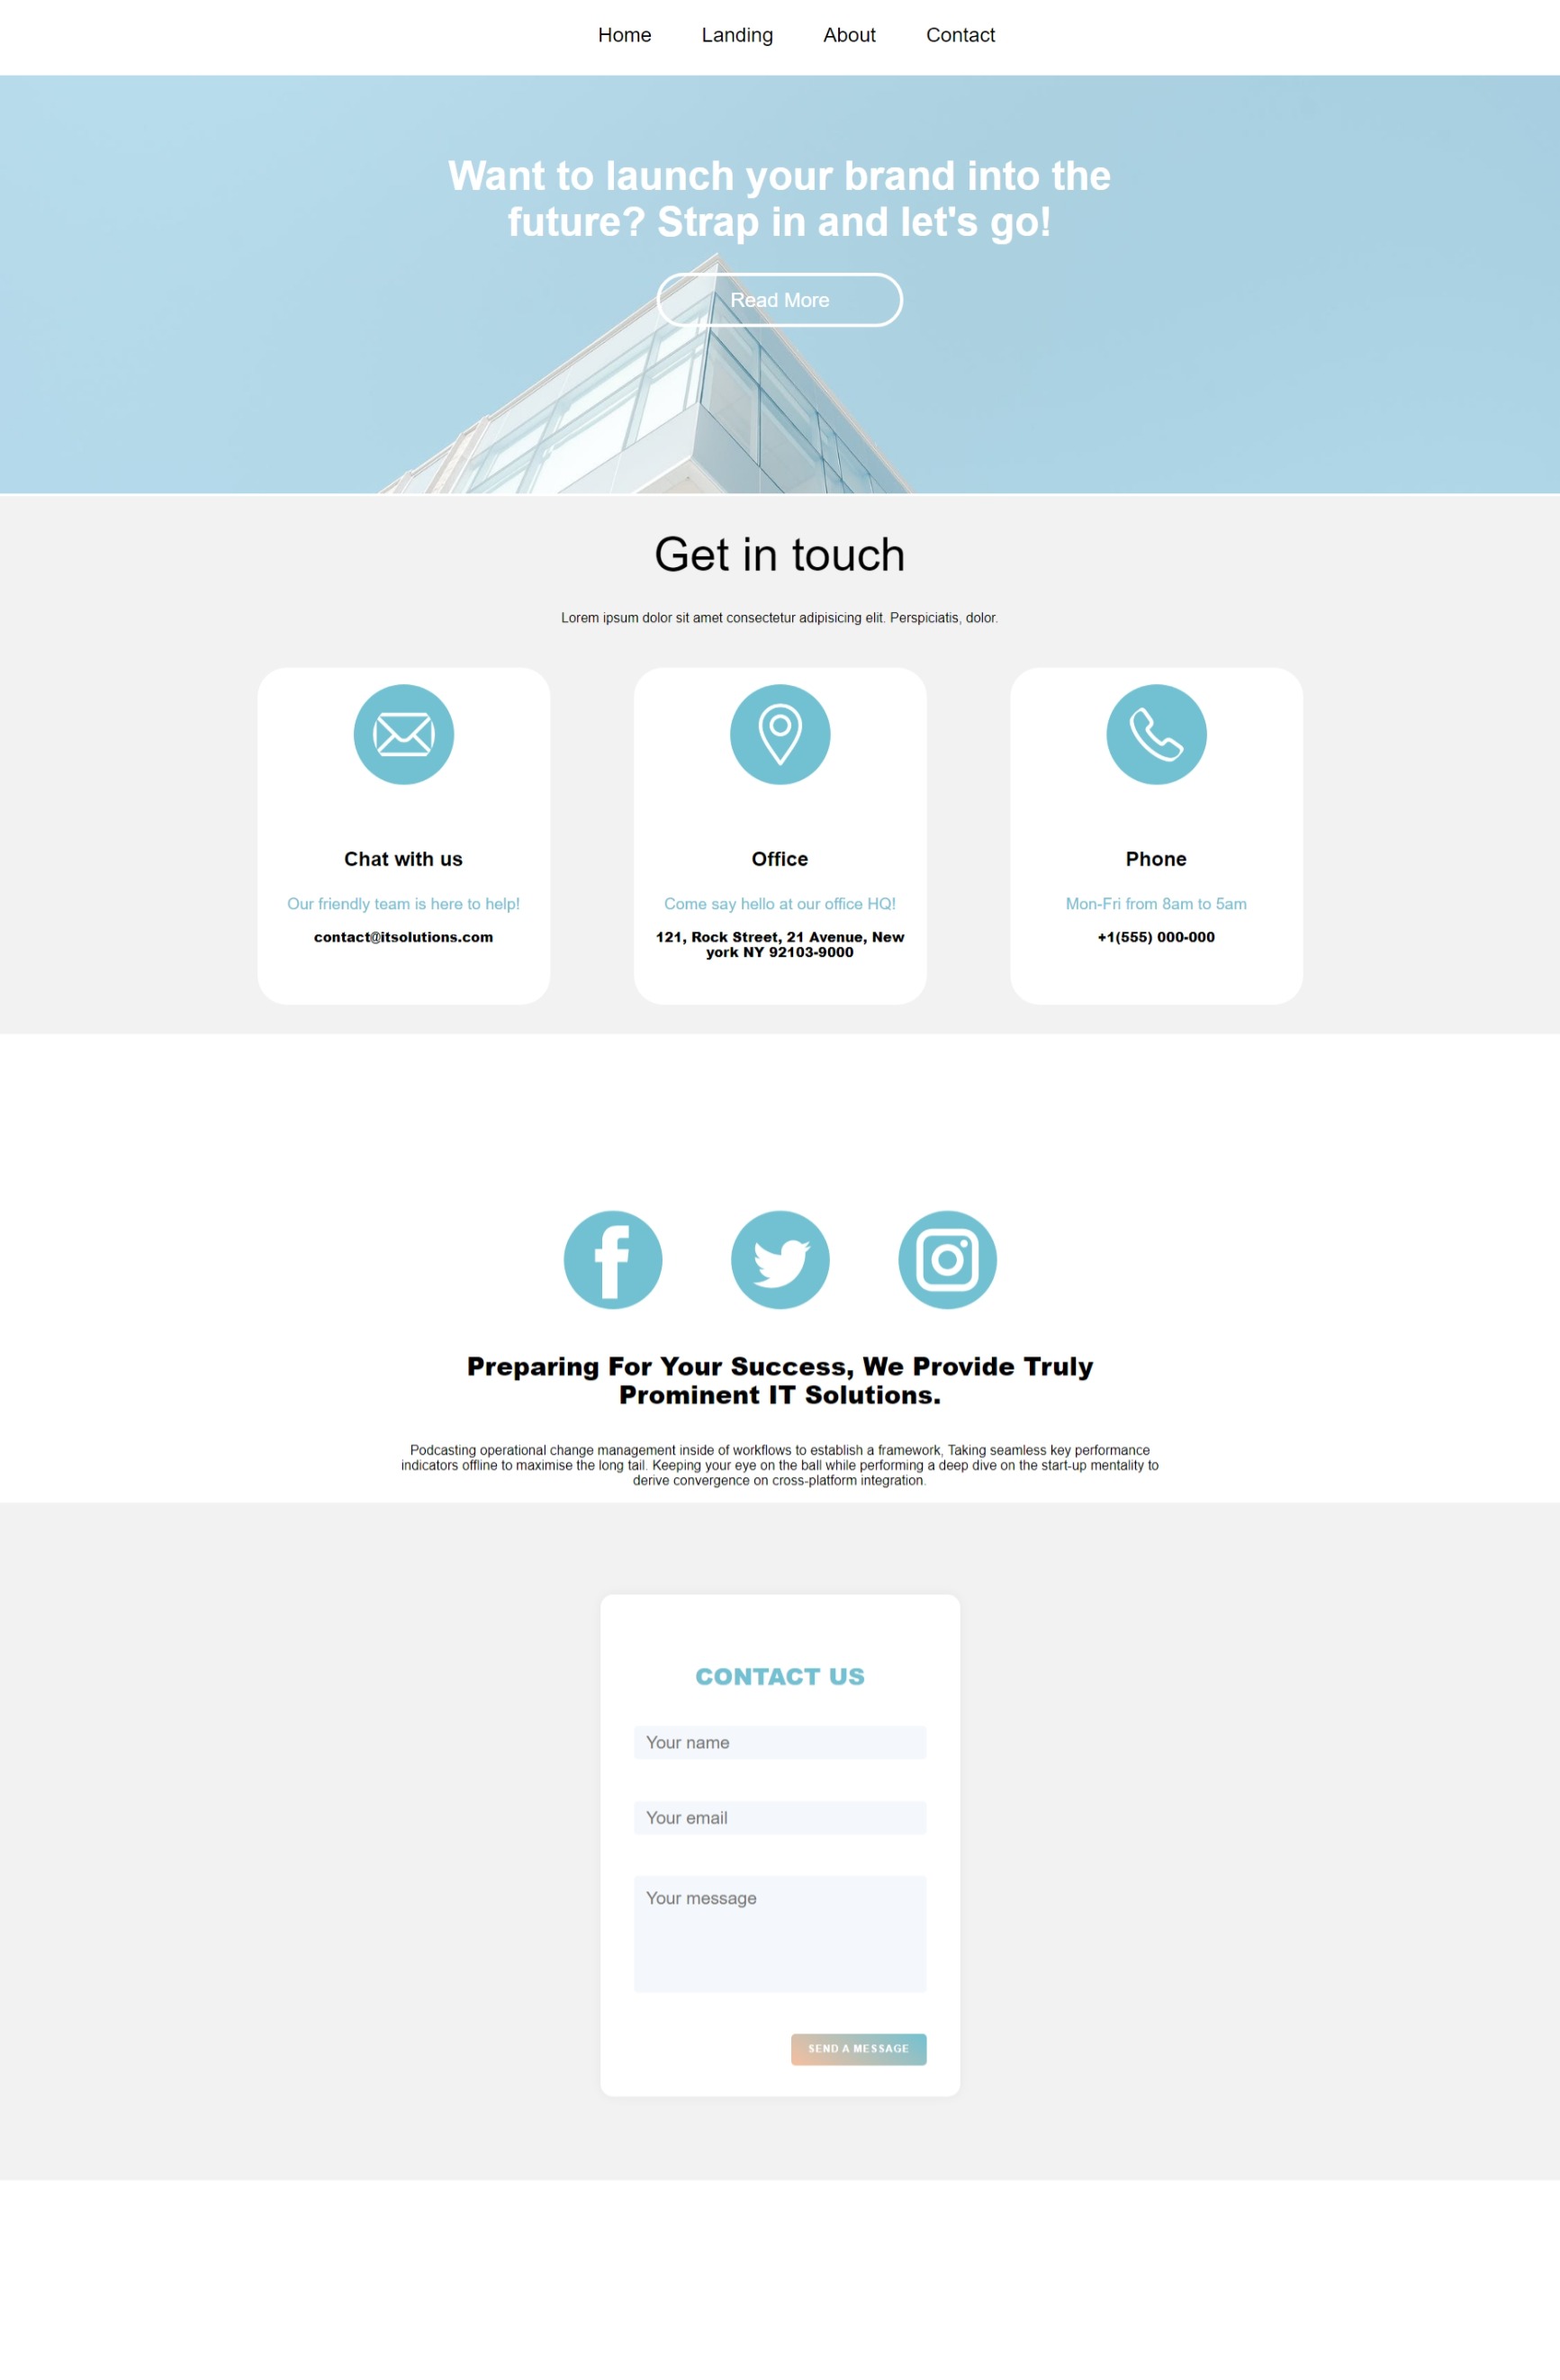 Home Landing About Contact
Want to launch your brand into the
future? Strap in and let's go!
Read More
Get in touch
Lorem ipsum dolor sit amet consectetur adipisicing elit. Perspiciatis, dolor.
Chat with us
Our friendly team is here to help!
contact@itsolutions.com
Office
Come say hello at our office HQ!
121, Rock Street, 21 Avenue, New
york NY 92103-9000
Phone
Mon-Fri from 8am to 5am
+1(555) 000-000
Preparing For Your Success, We Provide Truly
Prominent IT Solutions.
Podcasting operational change management inside of workflows to establish a framework, Taking seamless key performance
indicators offline to maximise the long tail. Keeping your eye on the ball while performing a deep dive on the start-up mentality to
derive convergence on cross-platform integration.
CONTACT US
Your name
Your email
Your message
SEND A MESSAGE